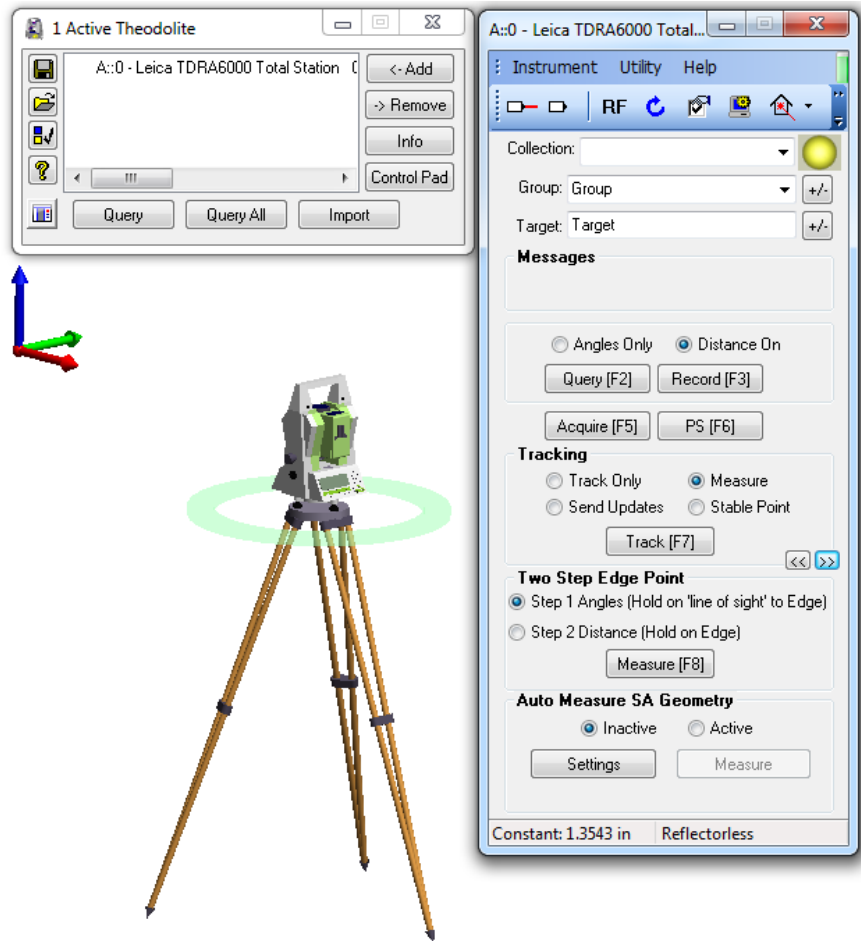 1 Active Theodolite
A::0 - Leica TDRA6000 Total Station
<- Add
-> Remove
Info
Control Pad
Query
Query All
Import
A::0 - Leica TDRA6000 Total...
Instrument Utility Help
RF
Collection:
Group: Group +/-
Target: Target +/-
Messages
Angles Only Distance On
Query [F2] Record [F3]
Acquire [F5] PS [F6]
Tracking
Track Only Measure
Send Updates Stable Point
Track [F7]
<< >>
Two Step Edge Point
Step 1 Angles (Hold on 'line of sight' to Edge)
Step 2 Distance (Hold on Edge)
Measure [F8]
Auto Measure SA Geometry
Inactive Active
Settings Measure
Constant: 1.3543 in Reflectorless